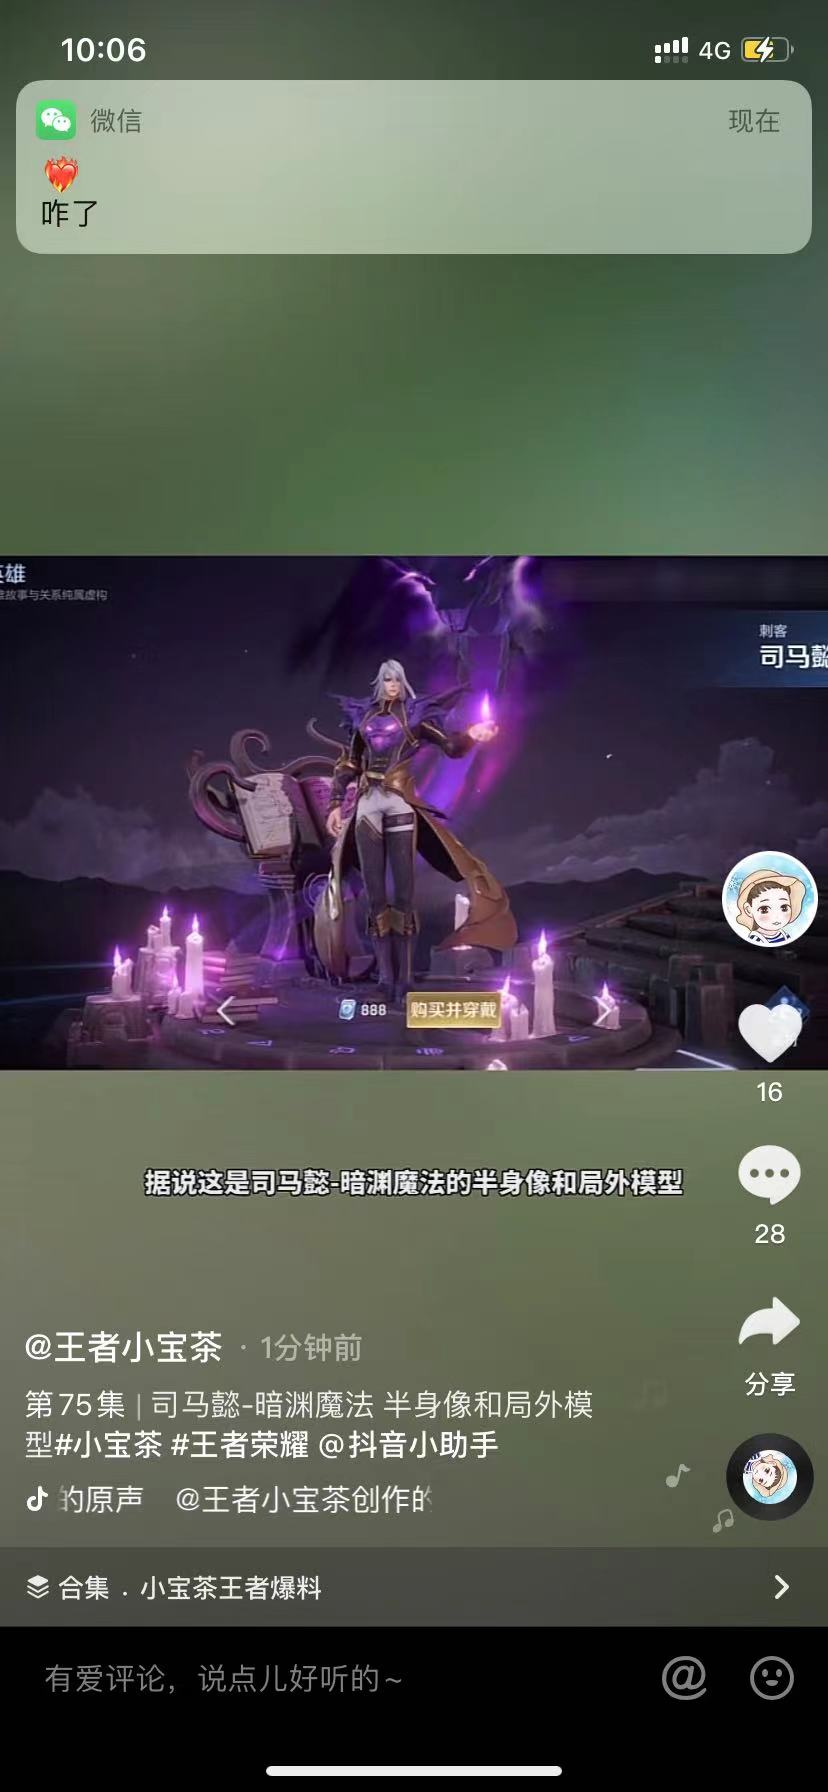 10:06
4G
微信
现在
❤️‍🔥
咋了
英雄
故事与关系纯属虚构
刺客
司马懿
888
购买并穿戴
16
据说这是司马懿-暗渊魔法的半身像和局外模型
28
@王者小宝茶 · 1分钟前
分享
第75集 | 司马懿-暗渊魔法 半身像和局外模
型#小宝茶 #王者荣耀 @抖音小助手
的原声 @王者小宝茶创作的
合集 . 小宝茶王者爆料
有爱评论，说点儿好听的~